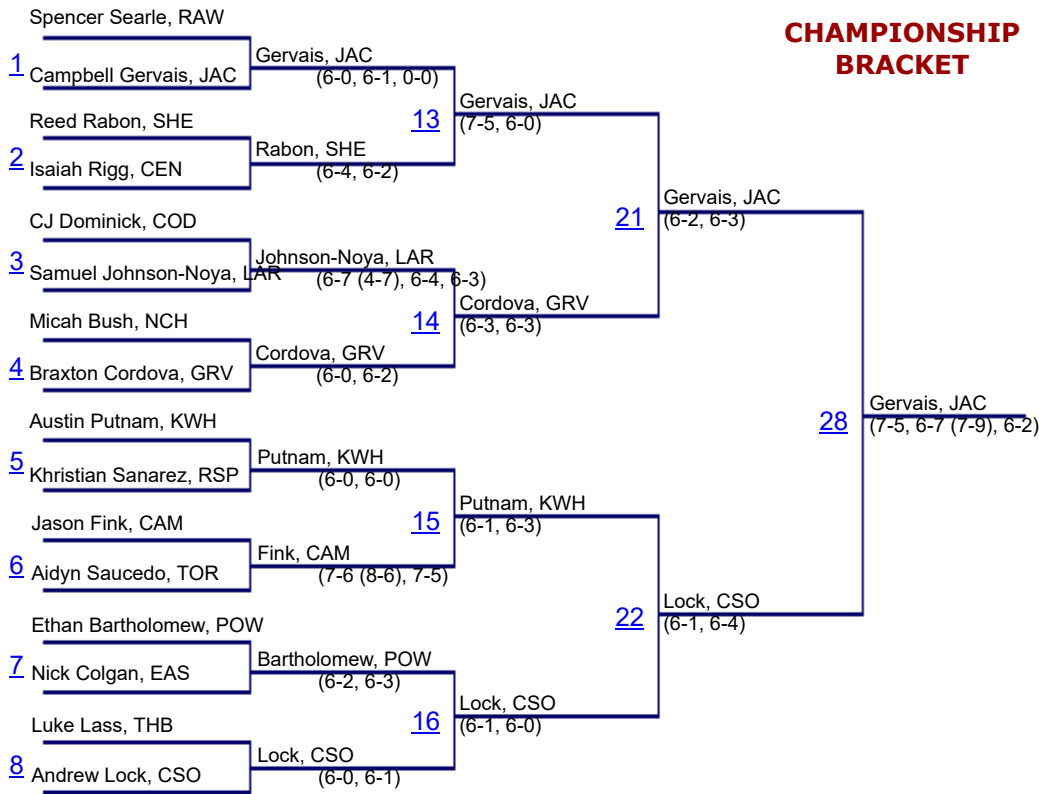 Spencer Searle, RAW
CHAMPIONSHIP
BRACKET
1
Campbell Gervais, JAC
Gervais, JAC
(6-0, 6-1, 0-0)
13
Gervais, JAC
(7-5, 6-0)
Reed Rabon, SHE
2
Isaiah Rigg, CEN
Rabon, SHE
(6-4, 6-2)
21
Gervais, JAC
(6-2, 6-3)
CJ Dominick, COD
3
Samuel Johnson-Noya, LAR
Johnson-Noya, LAR
(6-7 (4-7), 6-4, 6-3)
14
Cordova, GRV
(6-3, 6-3)
Micah Bush, NCH
4
Braxton Cordova, GRV
Cordova, GRV
(6-0, 6-2)
28
Gervais, JAC
(7-5, 6-7 (7-9), 6-2)
Austin Putnam, KWH
5
Khristian Sanarez, RSP
Putnam, KWH
(6-0, 6-0)
15
Putnam, KWH
(6-1, 6-3)
Jason Fink, CAM
6
Aidyn Saucedo, TOR
Fink, CAM
(7-6 (8-6), 7-5)
22
Lock, CSO
(6-1, 6-4)
Ethan Bartholomew, POW
7
Nick Colgan, EAS
Bartholomew, POW
(6-2, 6-3)
16
Lock, CSO
(6-1, 6-0)
Luke Lass, THB
8
Andrew Lock, CSO
Lock, CSO
(6-0, 6-1)